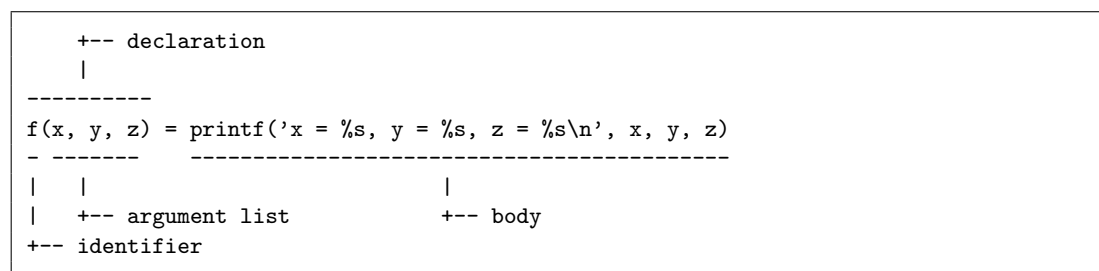 +-- declaration
    |
----------
f(x, y, z) = printf(’x = %s, y = %s, z = %s\n’, x, y, z)
- -------    -------------------------------------------
|   |                            |
|   +-- argument list            +-- body
+-- identifier